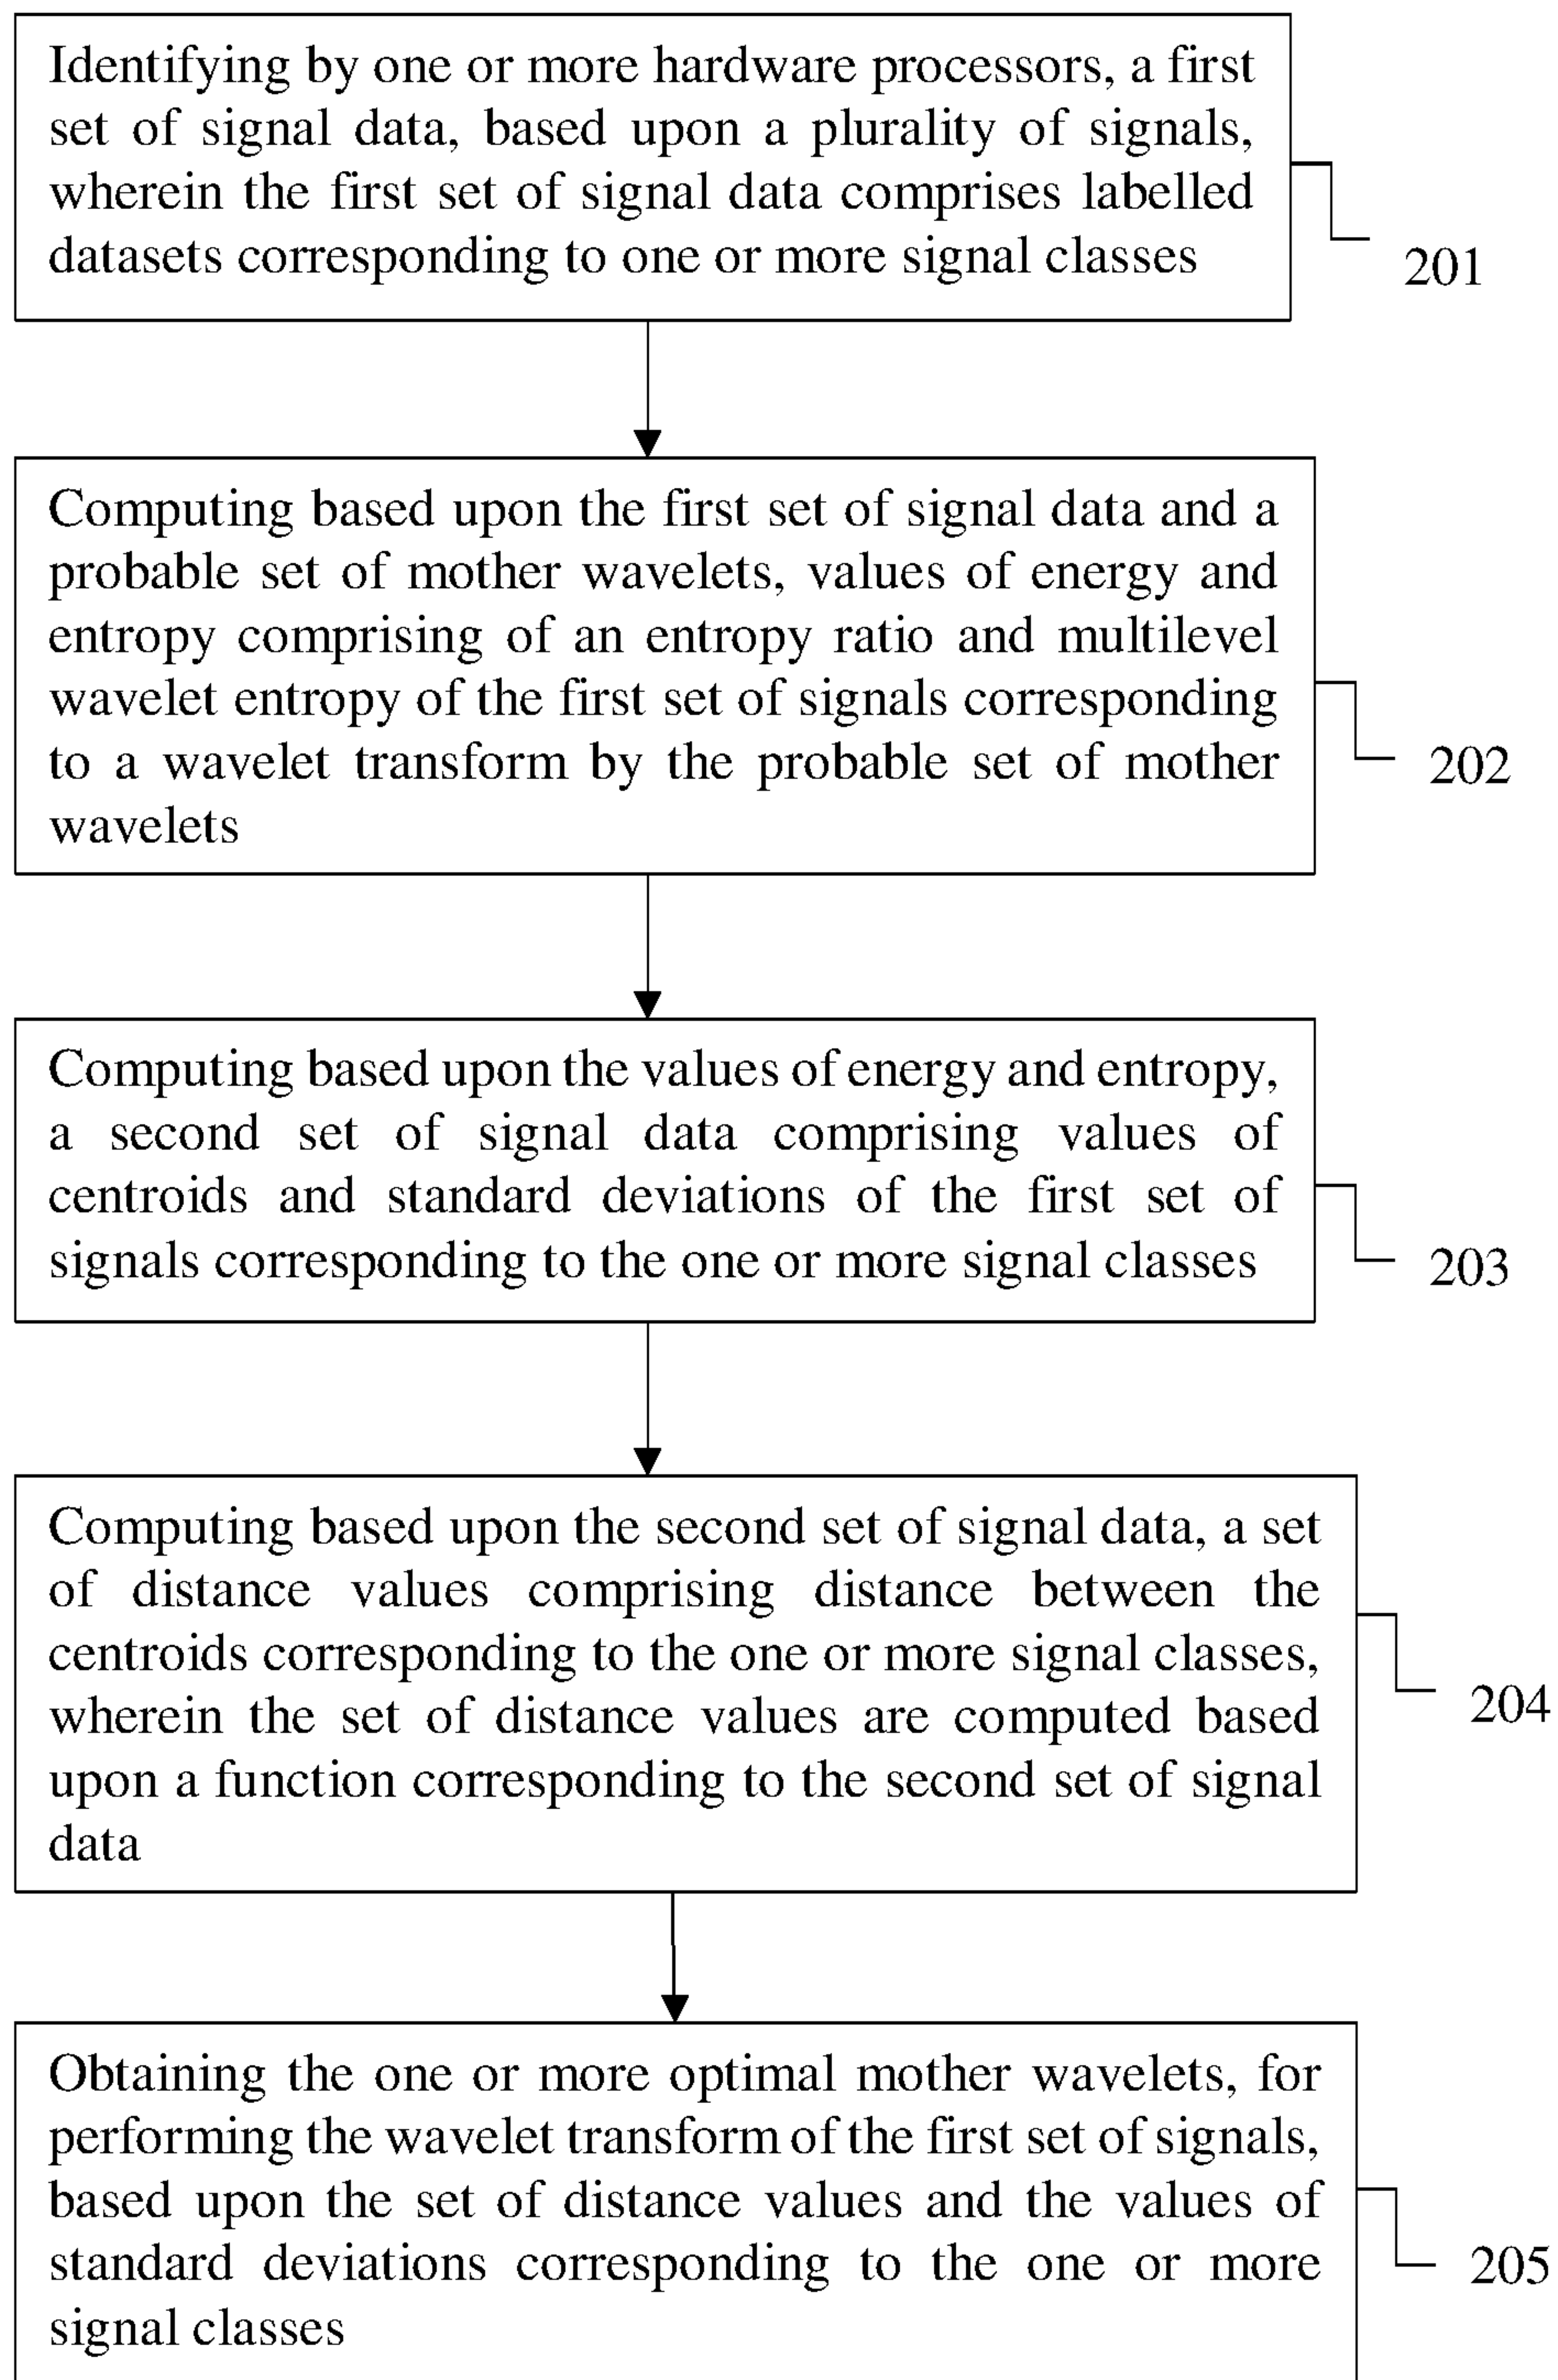 Identifying by one or more hardware processors, a first
set of signal data, based upon a plurality of signals,
wherein the first set of signal data comprises labelled
datasets corresponding to one or more signal classes
201
Computing based upon the first set of signal data and a
probable set of mother wavelets, values of energy and
entropy comprising of an entropy ratio and multilevel
wavelet entropy of the first set of signals corresponding
to a wavelet transform by the probable set of mother
wavelets
202
Computing based upon the values of energy and entropy,
a second set of signal data comprising values of
centroids and standard deviations of the first set of
signals corresponding to the one or more signal classes
203
Computing based upon the second set of signal data, a set
of distance values comprising distance between the
centroids corresponding to the one or more signal classes,
wherein the set of distance values are computed based
upon a function corresponding to the second set of signal
data
204
Obtaining the one or more optimal mother wavelets, for
performing the wavelet transform of the first set of signals,
based upon the set of distance values and the values of
standard deviations corresponding to the one or more
signal classes
205